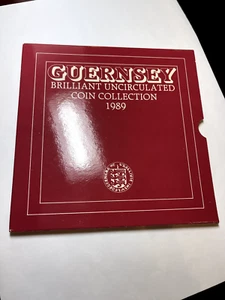 GUERNSEY
BRILLIANT UNCIRCULATED
COIN COLLECTION
1989